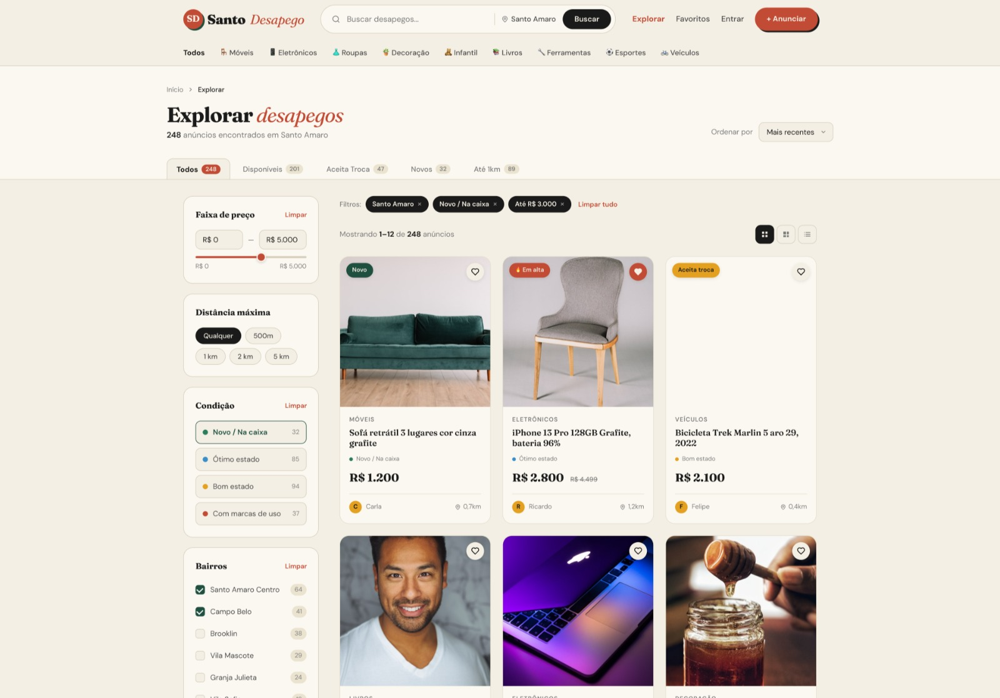 SD Santo Desapego
Buscar desapegos...
Santo Amaro
Buscar
Explorar
Favoritos
Entrar
+ Anunciar
Todos
Móveis
Eletrônicos
Roupas
Decoração
Infantil
Livros
Ferramentas
Esportes
Veículos
Início > Explorar
Explorar desapegos
248 anúncios encontrados em Santo Amaro
Ordenar por
Mais recentes
Todos 248
Disponíveis 201
Aceita Troca 47
Novos 32
Até 1km 89
Faixa de preço
Limpar
R$ 0 — R$ 5.000
R$ 0
R$ 5.000
Distância máxima
Qualquer
500m
1 km
2 km
5 km
Condição
Limpar
Novo / Na caixa 32
Ótimo estado 85
Bom estado 94
Com marcas de uso 37
Bairros
Limpar
Santo Amaro Centro 64
Campo Belo 41
Brooklin 38
Vila Mascote 29
Granja Julieta 24
Filtros:
Santo Amaro ×
Novo / Na caixa ×
Até R$ 3.000 ×
Limpar tudo
Mostrando 1–12 de 248 anúncios
Novo
MÓVEIS
Sofá retrátil 3 lugares cor cinza
grafite
Novo / Na caixa
R$ 1.200
C Carla
0,7km
Em alta
ELETRÔNICOS
iPhone 13 Pro 128GB Grafite,
bateria 96%
Ótimo estado
R$ 2.800 R$ 4.499
R Ricardo
1,2km
Aceita troca
VEÍCULOS
Bicicleta Trek Marlin 5 aro 29,
2022
Bom estado
R$ 2.100
F Felipe
0,4km
LIVROS
ELETRÔNICOS
DECORAÇÃO